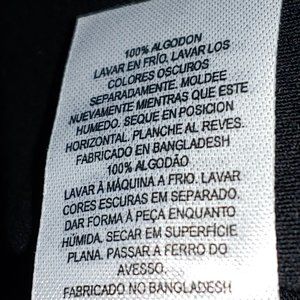 100% ALGODON
LAVAR EN FRÍO, LAVAR LOS
COLORES OSCUROS
SEPARADAMENTE. MOLDEE
NUEVAMENTE MIENTRAS QUE ESTE
HUMEDO. SEQUE EN POSICION
HORIZONTAL. PLANCHE AL REVES.
FABRICADO EN BANGLADESH
100% ALGODÃO
LAVAR À MÁQUINA A FRIO. LAVAR
CORES ESCURAS EM SEPARADO.
DAR FORMA À PEÇA ENQUANTO
HÚMIDA. SECAR EM SUPERFÍCIE
PLANA. PASSAR A FERRO DO
AVESSO.
FABRICADO NO BANGLADESH